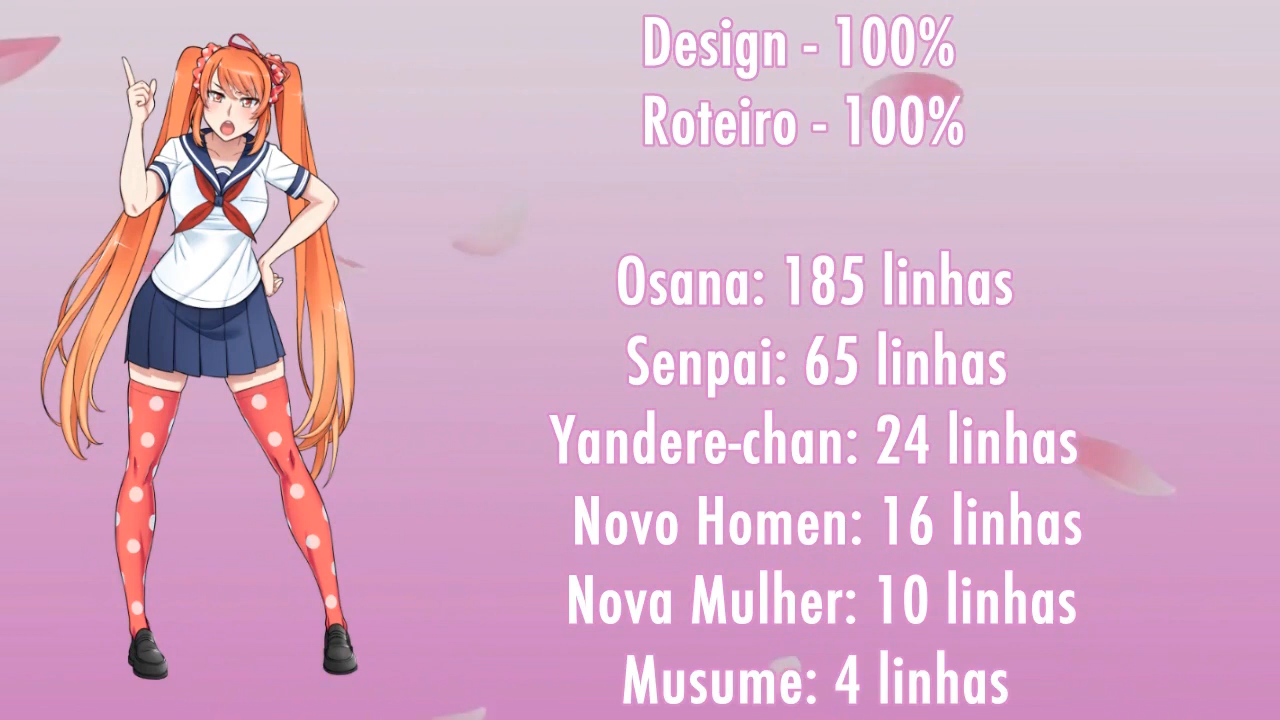 Design - 100%
Roteiro - 100%
Osana: 185 linhas
Senpai: 65 linhas
Yandere-chan: 24 linhas
Novo Homen: 16 linhas
Nova Mulher: 10 linhas
Musume: 4 linhas